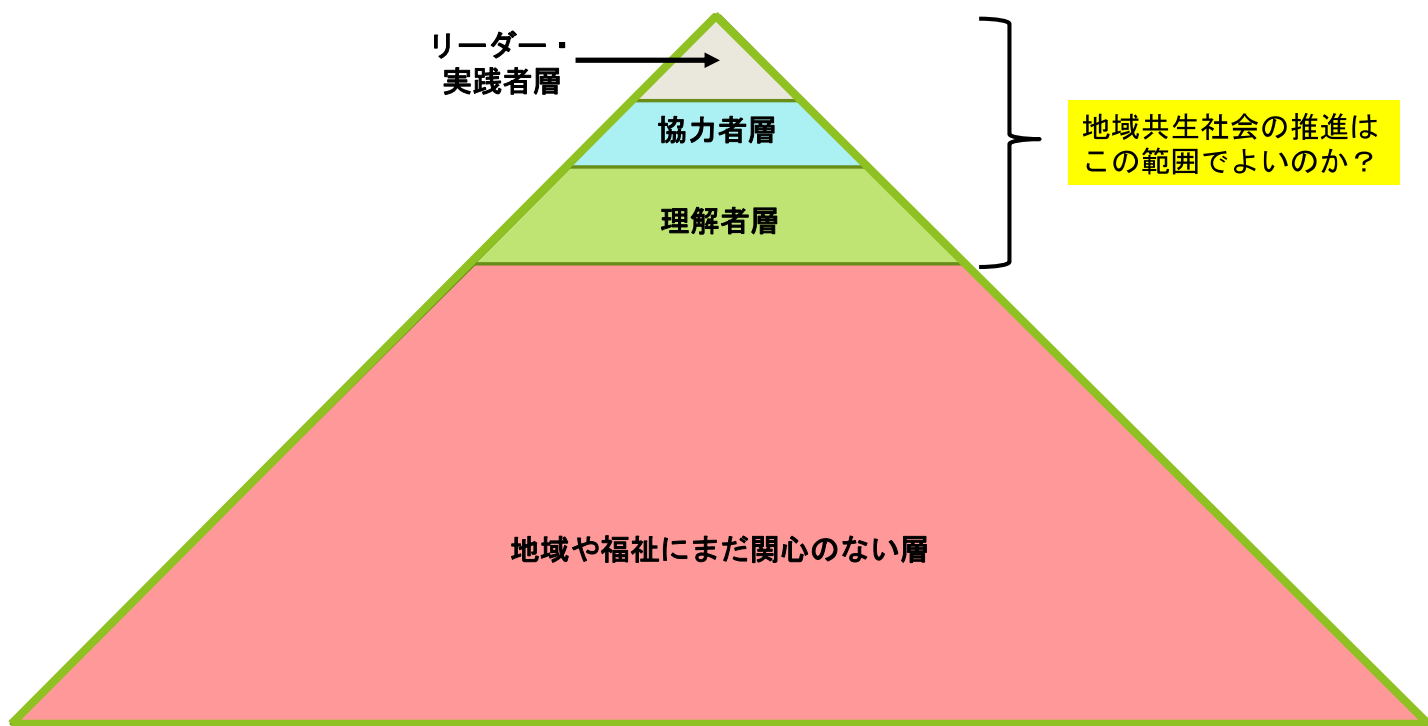 リーダー・
実践者層
協力者層
地域共生社会の推進は
この範囲でよいのか？
理解者層
地域や福祉にまだ関心のない層